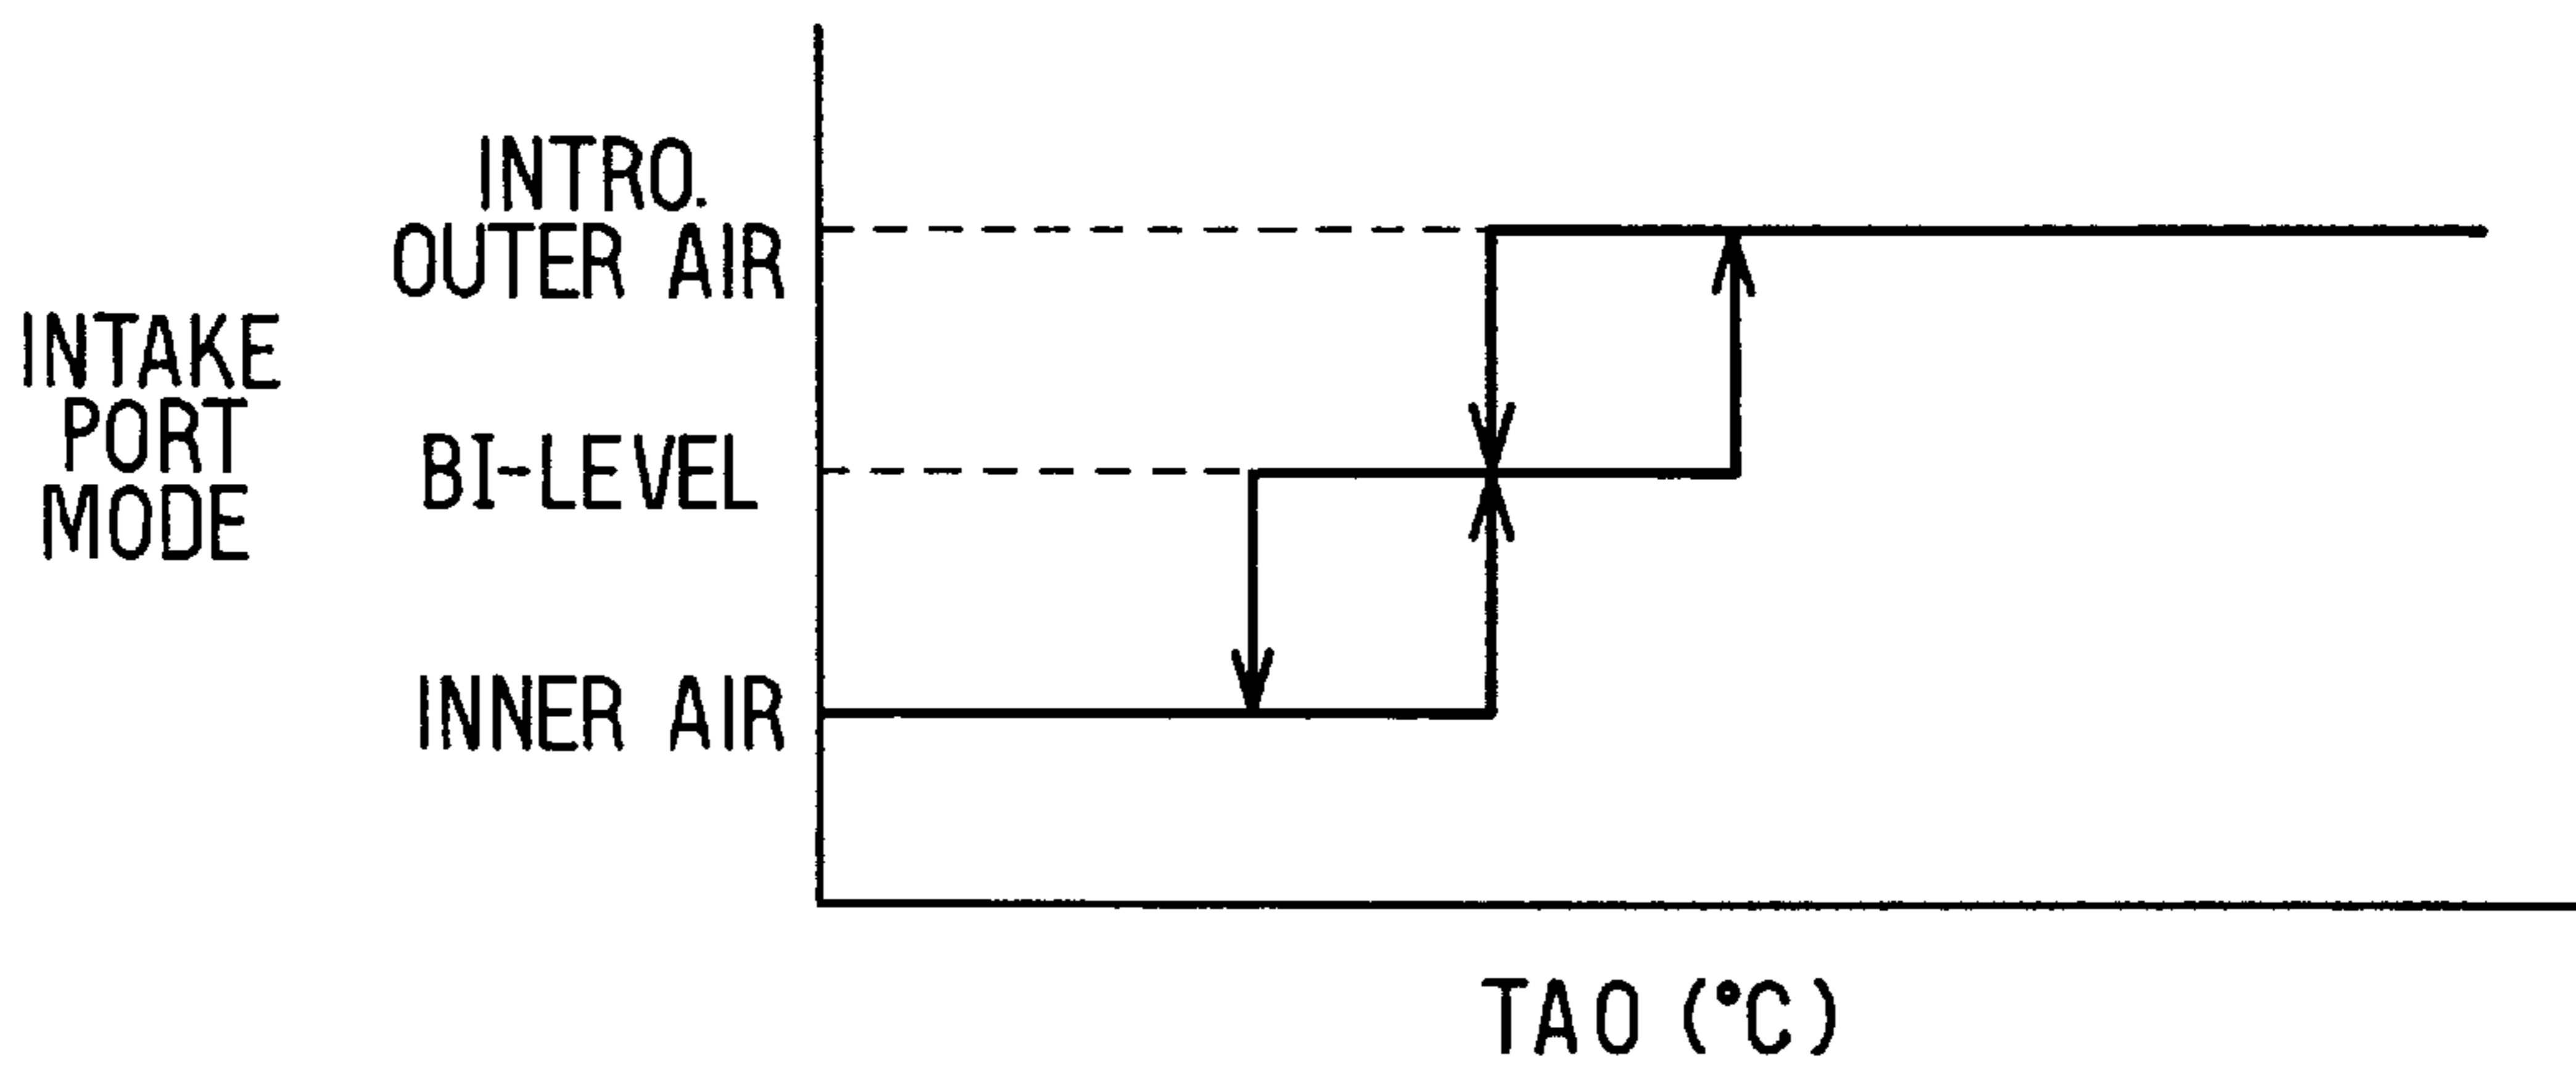 INTAKE
PORT
MODE
INTRO.
OUTER AIR
BI-LEVEL
INNER AIR
TAO (°C)